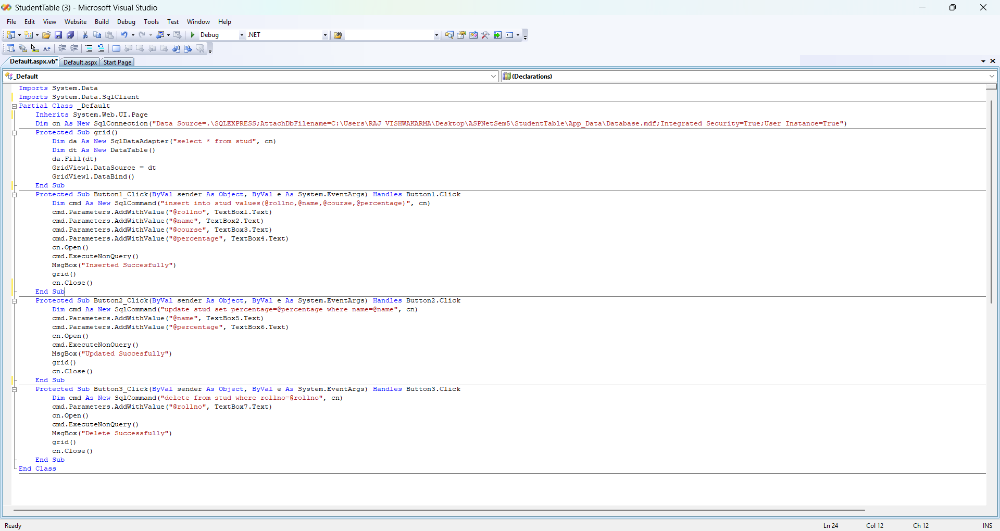 StudentTable (3) - Microsoft Visual Studio
File Edit View Website Build Debug Tools Test Window Help
Debug .NET
Default.aspx.vb* Default.aspx Start Page
_Default (Declarations)
Imports System.Data
Imports System.Data.SqlClient
Partial Class _Default
Inherits System.Web.UI.Page
Dim cn As New SqlConnection("Data Source=.\SQLEXPRESS;AttachDbFilename=C:\Users\RAJ VISHWAKARMA\Desktop\ASPNetSem5\StudentTable\App_Data\Database.mdf;Integrated Security=True;User Instance=True")
Protected Sub grid()
Dim da As New SqlDataAdapter("select * from stud", cn)
Dim dt As New DataTable()
da.Fill(dt)
GridView1.DataSource = dt
GridView1.DataBind()
End Sub
Protected Sub Button1_Click(ByVal sender As Object, ByVal e As System.EventArgs) Handles Button1.Click
Dim cmd As New SqlCommand("insert into stud values(@rollno,@name,@course,@percentage)", cn)
cmd.Parameters.AddWithValue("@rollno", TextBox1.Text)
cmd.Parameters.AddWithValue("@name", TextBox2.Text)
cmd.Parameters.AddWithValue("@course", TextBox3.Text)
cmd.Parameters.AddWithValue("@percentage", TextBox4.Text)
cn.Open()
cmd.ExecuteNonQuery()
MsgBox("Inserted Succesfully")
grid()
cn.Close()
End Sub
Protected Sub Button2_Click(ByVal sender As Object, ByVal e As System.EventArgs) Handles Button2.Click
Dim cmd As New SqlCommand("update stud set percentage=@percentage where name=@name", cn)
cmd.Parameters.AddWithValue("@name", TextBox5.Text)
cmd.Parameters.AddWithValue("@percentage", TextBox6.Text)
cn.Open()
cmd.ExecuteNonQuery()
MsgBox("Updated Succesfully")
grid()
cn.Close()
End Sub
Protected Sub Button3_Click(ByVal sender As Object, ByVal e As System.EventArgs) Handles Button3.Click
Dim cmd As New SqlCommand("delete from stud where rollno=@rollno", cn)
cmd.Parameters.AddWithValue("@rollno", TextBox7.Text)
cn.Open()
cmd.ExecuteNonQuery()
MsgBox("Delete Successfully")
grid()
cn.Close()
End Sub
End Class
Ready Ln 24 Col 12 Ch 12 INS